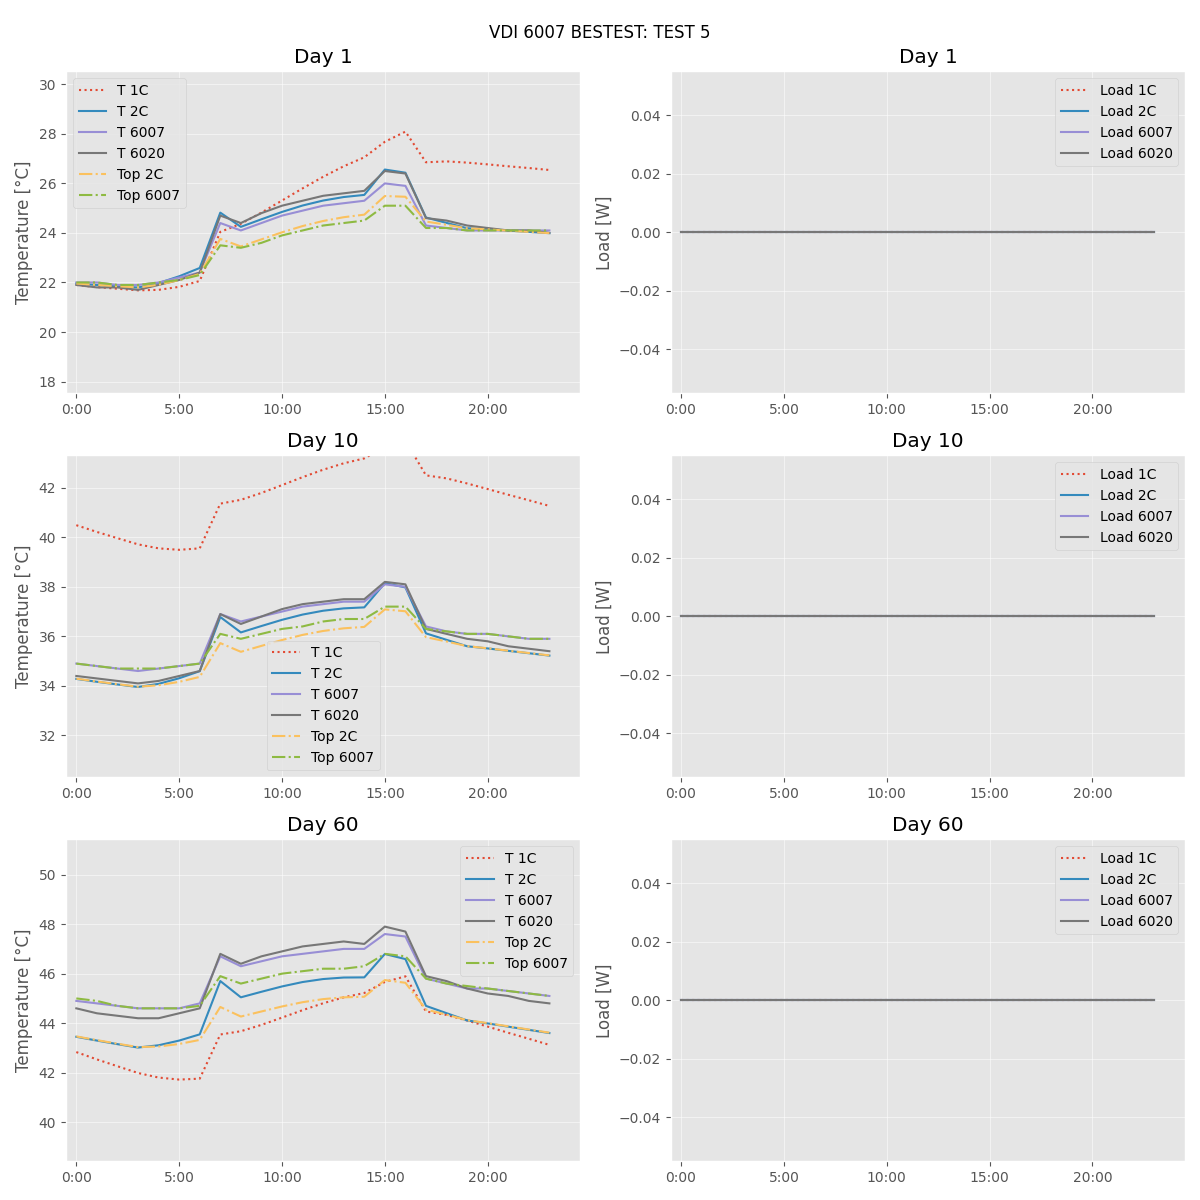 VDI 6007 BESTEST: TEST 5
Day 1
Temperature [°C]
30
28
26
24
22
20
18
0:00 5:00 10:00 15:00 20:00
T 1C
T 2C
T 6007
T 6020
Top 2C
Top 6007
Day 1
Load [W]
0.04
0.02
0.00
−0.02
−0.04
0:00 5:00 10:00 15:00 20:00
Load 1C
Load 2C
Load 6007
Load 6020
Day 10
Temperature [°C]
42
40
38
36
34
32
0:00 5:00 10:00 15:00 20:00
T 1C
T 2C
T 6007
T 6020
Top 2C
Top 6007
Day 10
Load [W]
0.04
0.02
0.00
−0.02
−0.04
0:00 5:00 10:00 15:00 20:00
Load 1C
Load 2C
Load 6007
Load 6020
Day 60
Temperature [°C]
50
48
46
44
42
40
0:00 5:00 10:00 15:00 20:00
T 1C
T 2C
T 6007
T 6020
Top 2C
Top 6007
Day 60
Load [W]
0.04
0.02
0.00
−0.02
−0.04
0:00 5:00 10:00 15:00 20:00
Load 1C
Load 2C
Load 6007
Load 6020